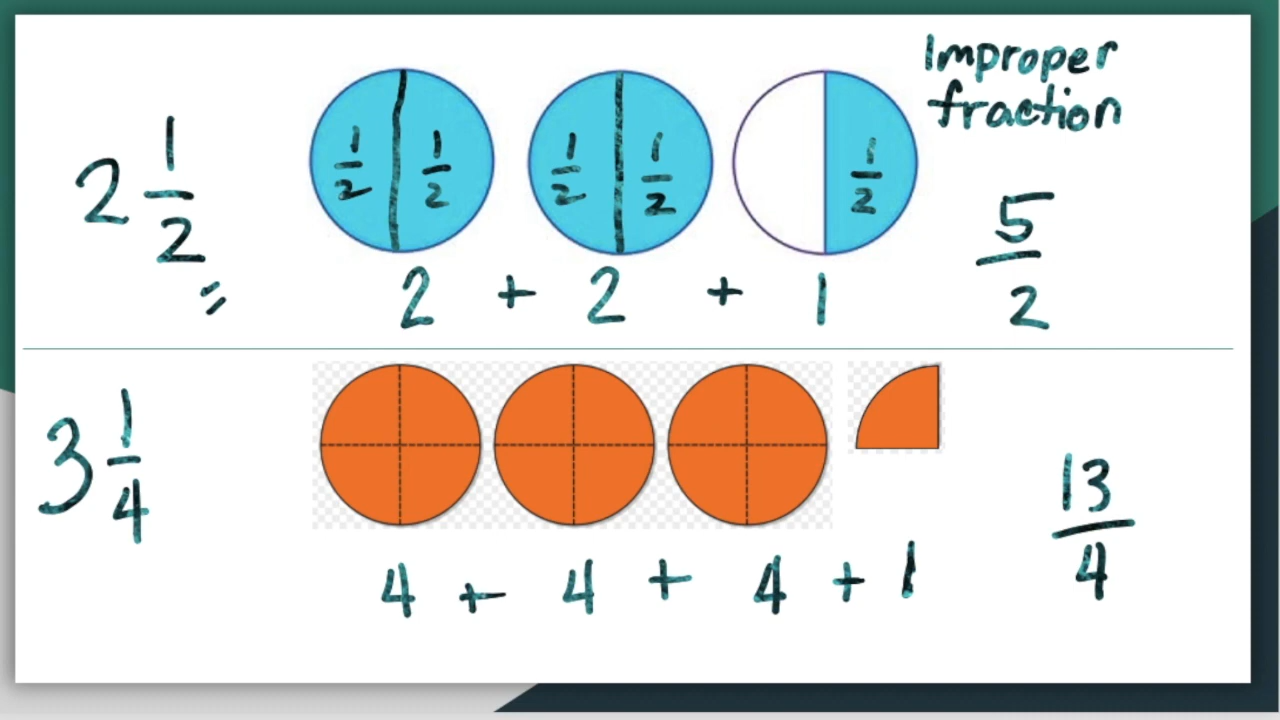 Improper
fraction
2 1/2 =
1/2 1/2 1/2 1/2 1/2
2 + 2 + 1
5/2
3 1/4
4 + 4 + 4 + 1
13/4